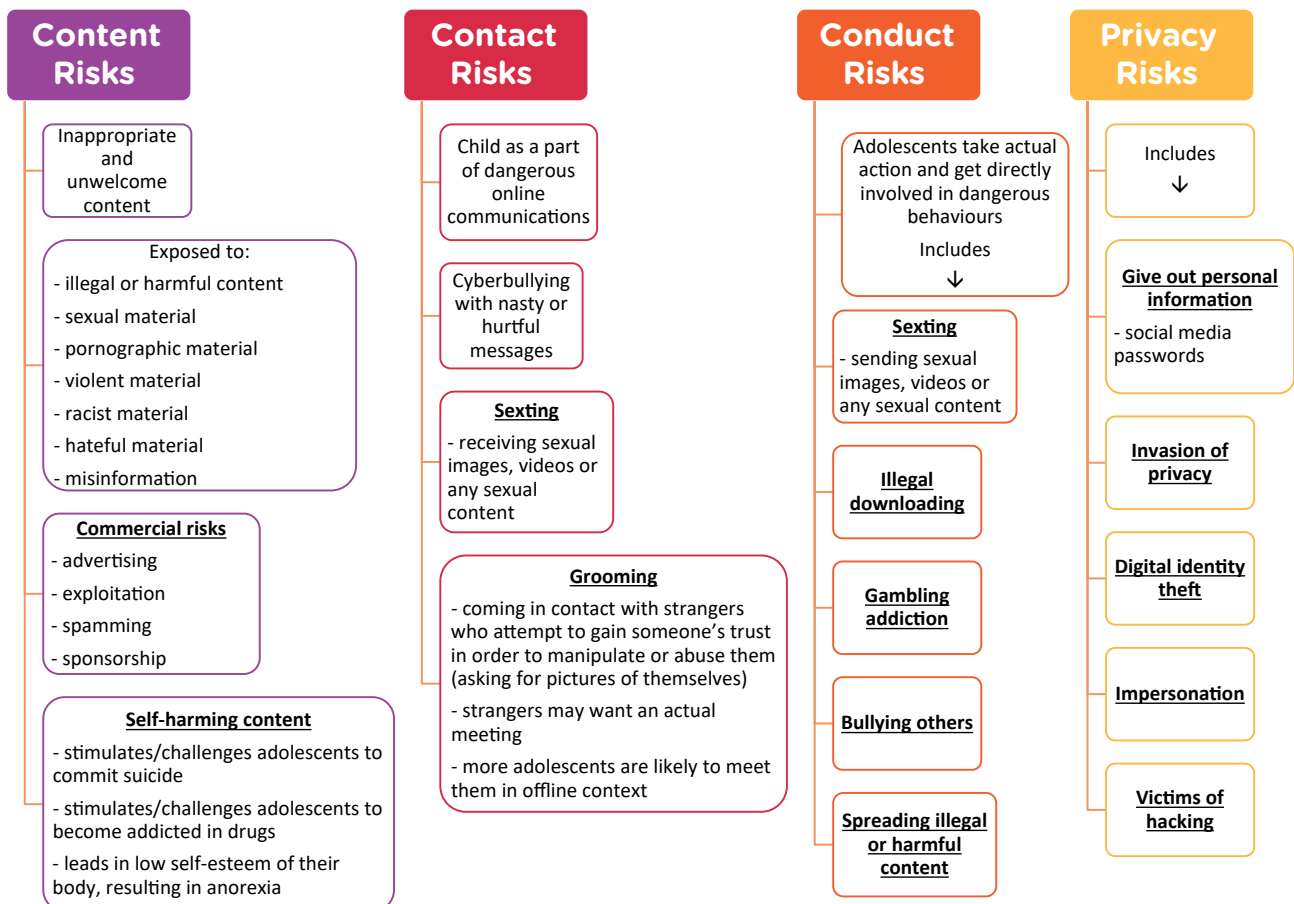 Content
Risks
Inappropriate
and
unwelcome
content
Exposed to:
- illegal or harmful content
- sexual material
- pornographic material
- violent material
- racist material
- hateful material
- misinformation
Commercial risks
- advertising
- exploitation
- spamming
- sponsorship
Self-harming content
- stimulates/challenges adolescents to
commit suicide
- stimulates/challenges adolescents to
become addicted in drugs
- leads in low self-esteem of their
body, resulting in anorexia
Contact
Risks
Child as a part
of dangerous
online
communications
Cyberbullying
with nasty or
hurtful
messages
Sexting
- receiving sexual
images, videos or
any sexual
content
Grooming
- coming in contact with strangers
who attempt to gain someone’s trust
in order to manipulate or abuse them
(asking for pictures of themselves)
- strangers may want an actual
meeting
- more adolescents are likely to meet
them in offline context
Conduct
Risks
Adolescents take actual
action and get directly
involved in dangerous
behaviours
Includes
↓
Sexting
- sending sexual
images, videos or
any sexual content
Illegal
downloading
Gambling
addiction
Bullying others
Spreading illegal
or harmful
content
Privacy
Risks
Includes
↓
Give out personal
information
- social media
passwords
Invasion of
privacy
Digital identity
theft
Impersonation
Victims of
hacking